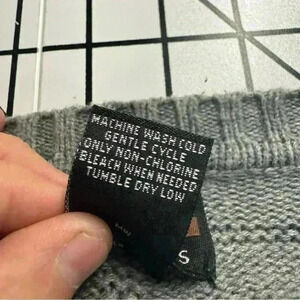 MACHINE WASH COLD
GENTLE CYCLE
ONLY NON-CHLORINE
BLEACH WHEN NEEDED
TUMBLE DRY LOW
S